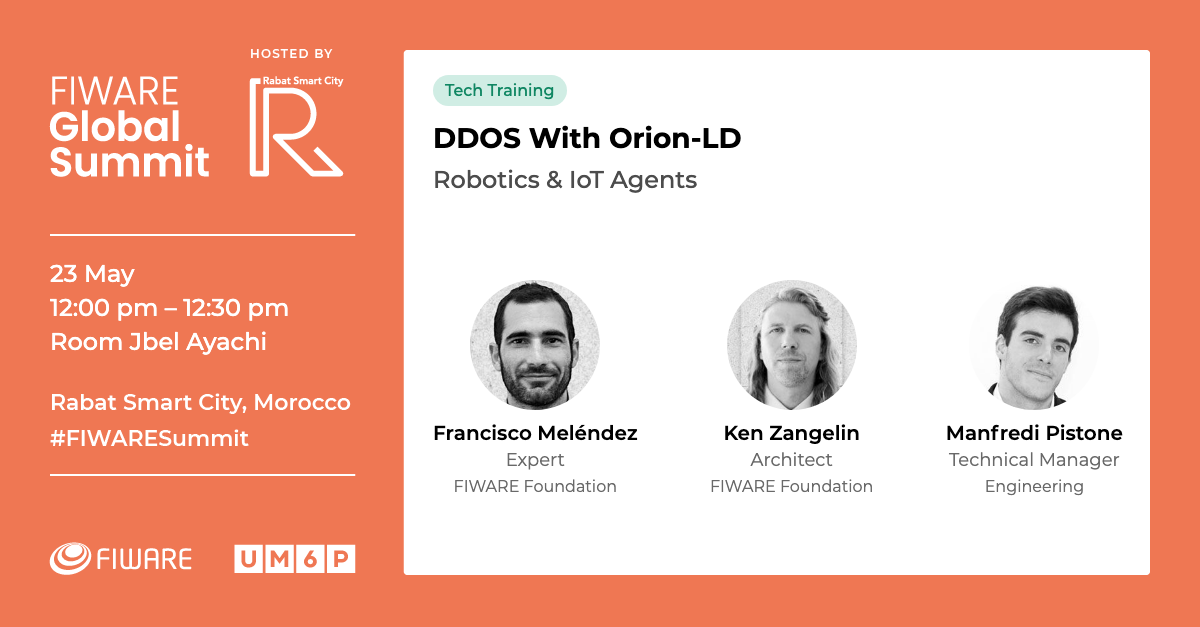 HOSTED BY
FIWARE
Global
Summit
Rabat Smart City
R
23 May
12:00 pm – 12:30 pm
Room Jbel Ayachi
Rabat Smart City, Morocco
#FIWARESummit
FIWARE
UM6P
Tech Training
DDOS With Orion-LD
Robotics & IoT Agents
Francisco Meléndez
Expert
FIWARE Foundation
Ken Zangelin
Architect
FIWARE Foundation
Manfredi Pistone
Technical Manager
Engineering